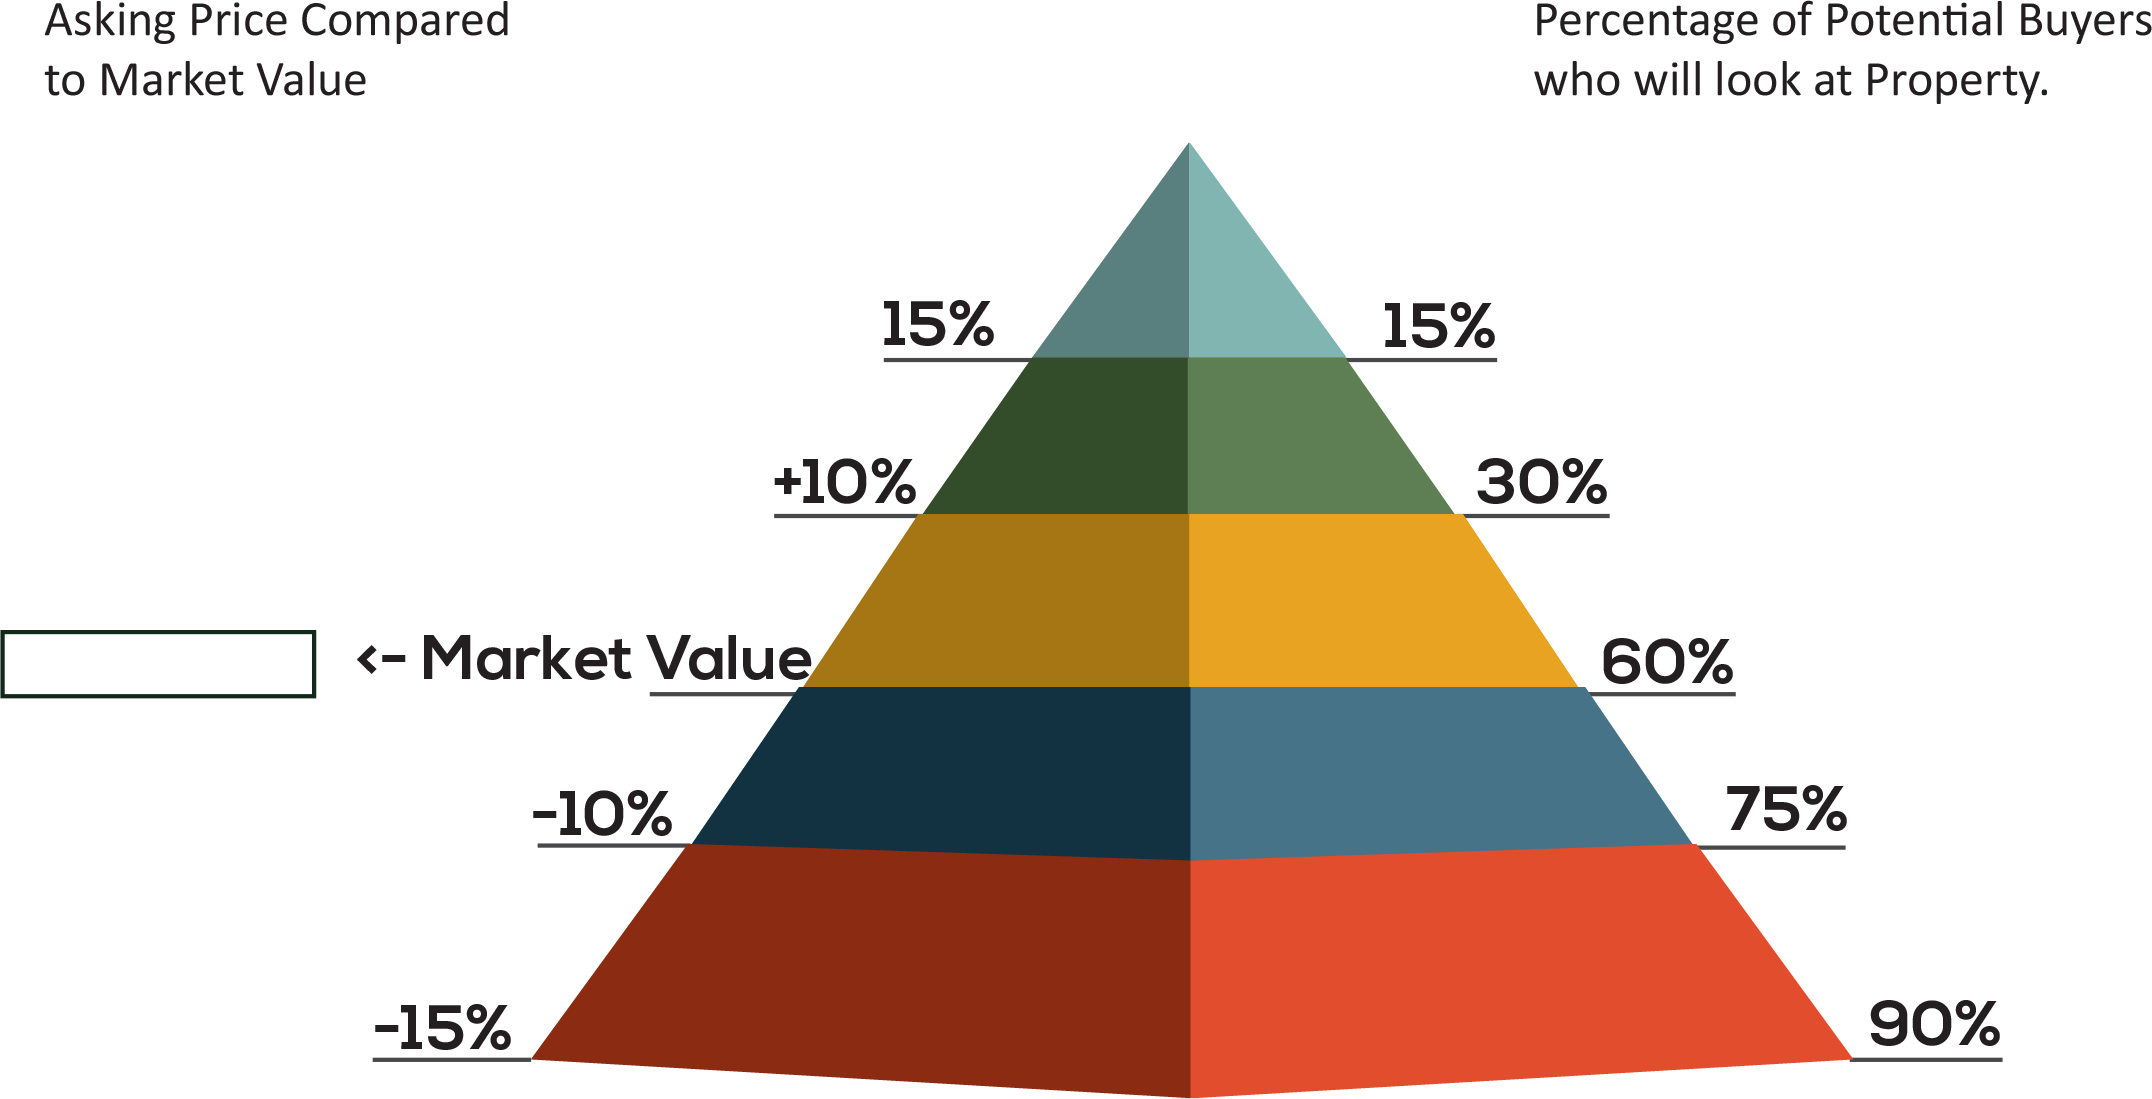 Asking Price Compared
to Market Value
Percentage of Potential Buyers
who will look at Property.
15%
15%
+10%
30%
<- Market Value
60%
-10%
75%
-15%
90%